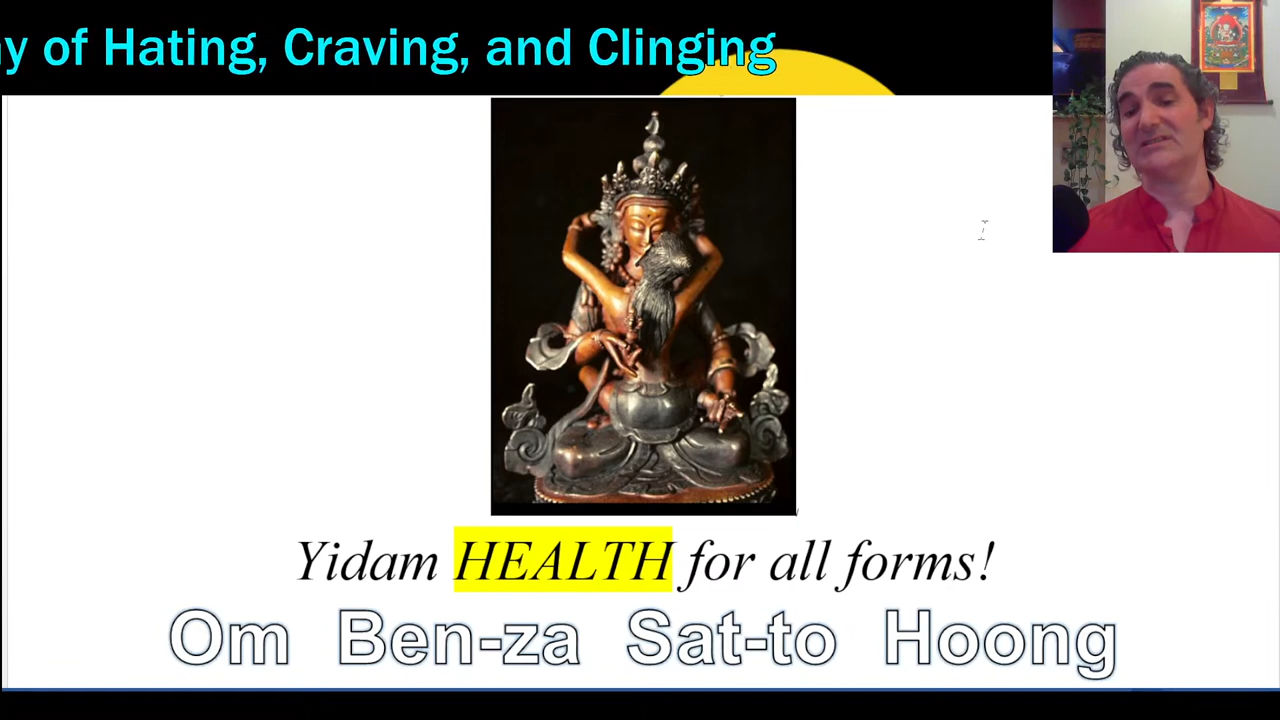 of Hating, Craving, and Clinging
Yidam HEALTH for all forms!
Om Ben-za Sat-to Hoong